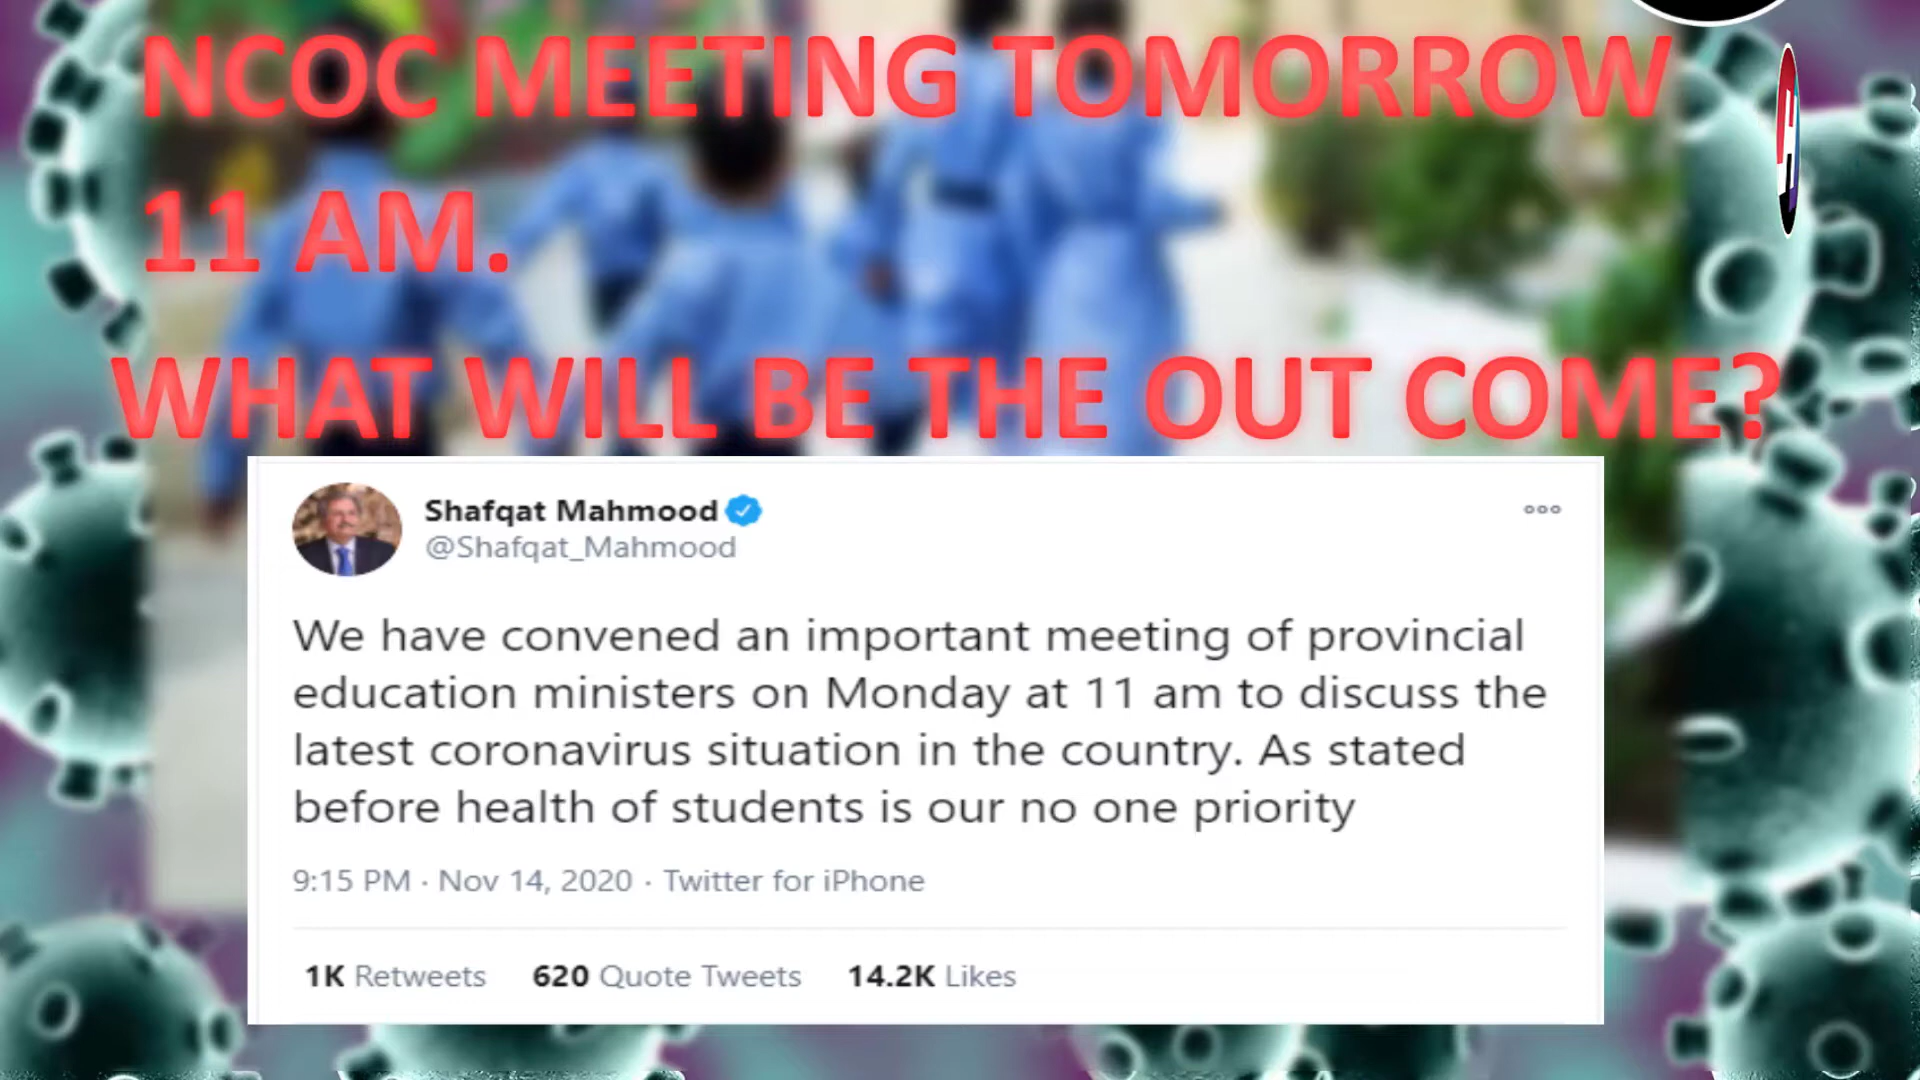 NCOC MEETING TOMORROW
11 AM.
WHAT WILL BE THE OUT COME?
Shafqat Mahmood
@Shafqat_Mahmood
We have convened an important meeting of provincial
education ministers on Monday at 11 am to discuss the
latest coronavirus situation in the country. As stated
before health of students is our no one priority
9:15 PM · Nov 14, 2020 · Twitter for iPhone
1K Retweets 620 Quote Tweets 14.2K Likes